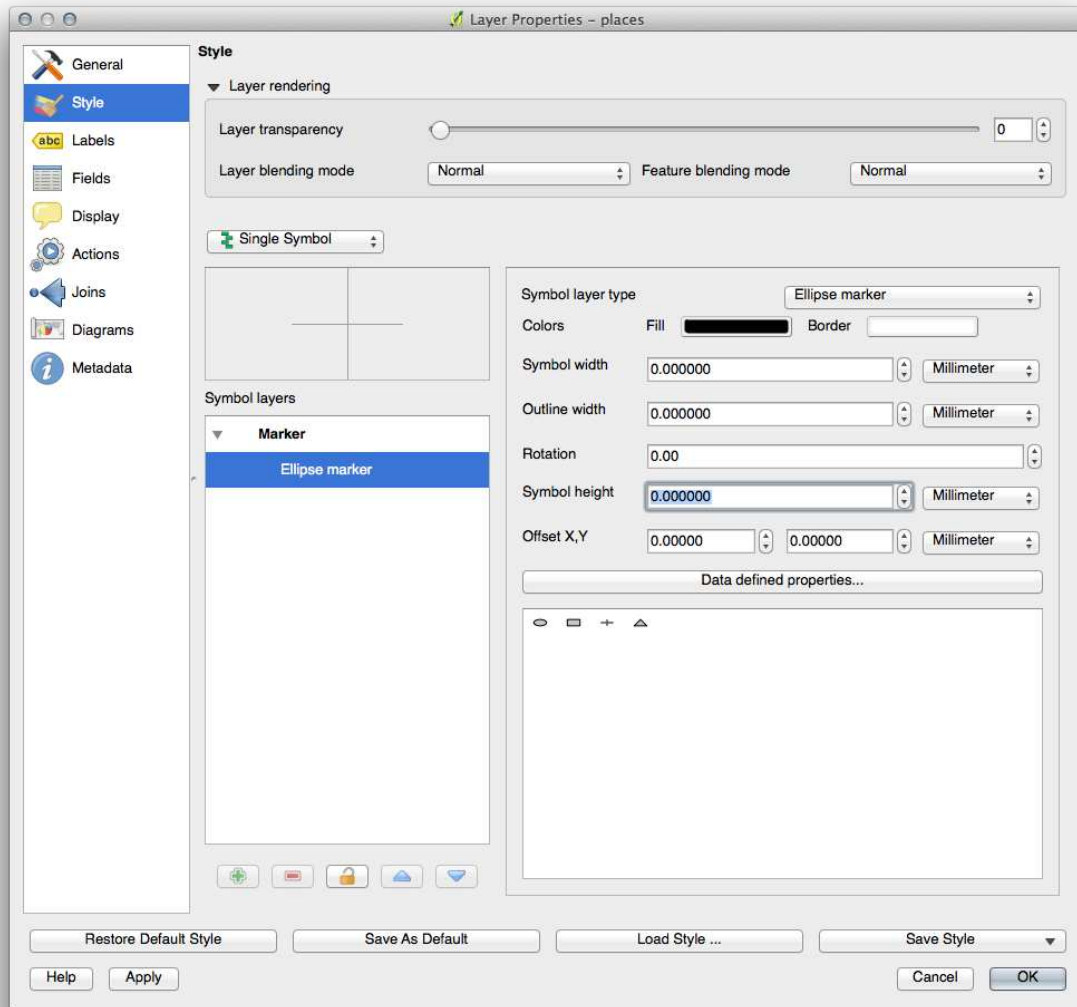 Layer Properties – places
General
Style
Labels
Fields
Display
Actions
Joins
Diagrams
Metadata
abc
Style
Layer rendering
Layer transparency 0
Layer blending mode Normal Feature blending mode Normal
Single Symbol
Symbol layers
Marker
Ellipse marker
Symbol layer type Ellipse marker
Colors Fill Border
Symbol width 0.000000 Millimeter
Outline width 0.000000 Millimeter
Rotation 0.00
Symbol height 0.000000 Millimeter
Offset X,Y 0.00000 0.00000 Millimeter
Data defined properties...
Restore Default Style Save As Default Load Style ... Save Style
Help Apply Cancel OK